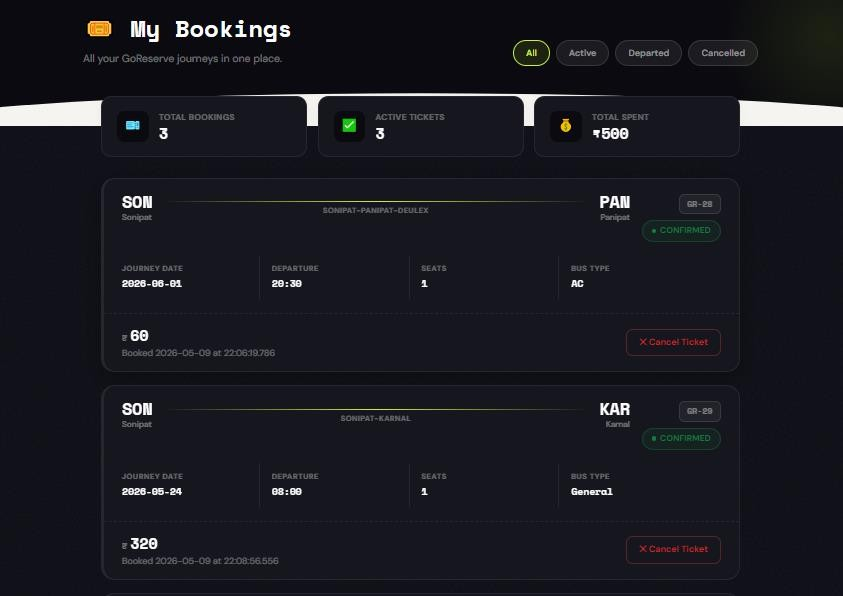 My Bookings
All your GoReserve journeys in one place.
All Active Departed Cancelled
TOTAL BOOKINGS
3
ACTIVE TICKETS
3
TOTAL SPENT
₹500
SON
Sonipat
SONIPAT-PANIPAT-DEULEX
PAN
Panipat
GR-28
CONFIRMED
JOURNEY DATE
2026-06-01
DEPARTURE
20:30
SEATS
1
BUS TYPE
AC
₹ 60
Booked 2026-05-09 at 22:06:19.786
✕ Cancel Ticket
SON
Sonipat
SONIPAT-KARNAL
KAR
Karnal
GR-29
CONFIRMED
JOURNEY DATE
2026-05-24
DEPARTURE
08:00
SEATS
1
BUS TYPE
General
₹ 320
Booked 2026-05-09 at 22:08:56.556
✕ Cancel Ticket